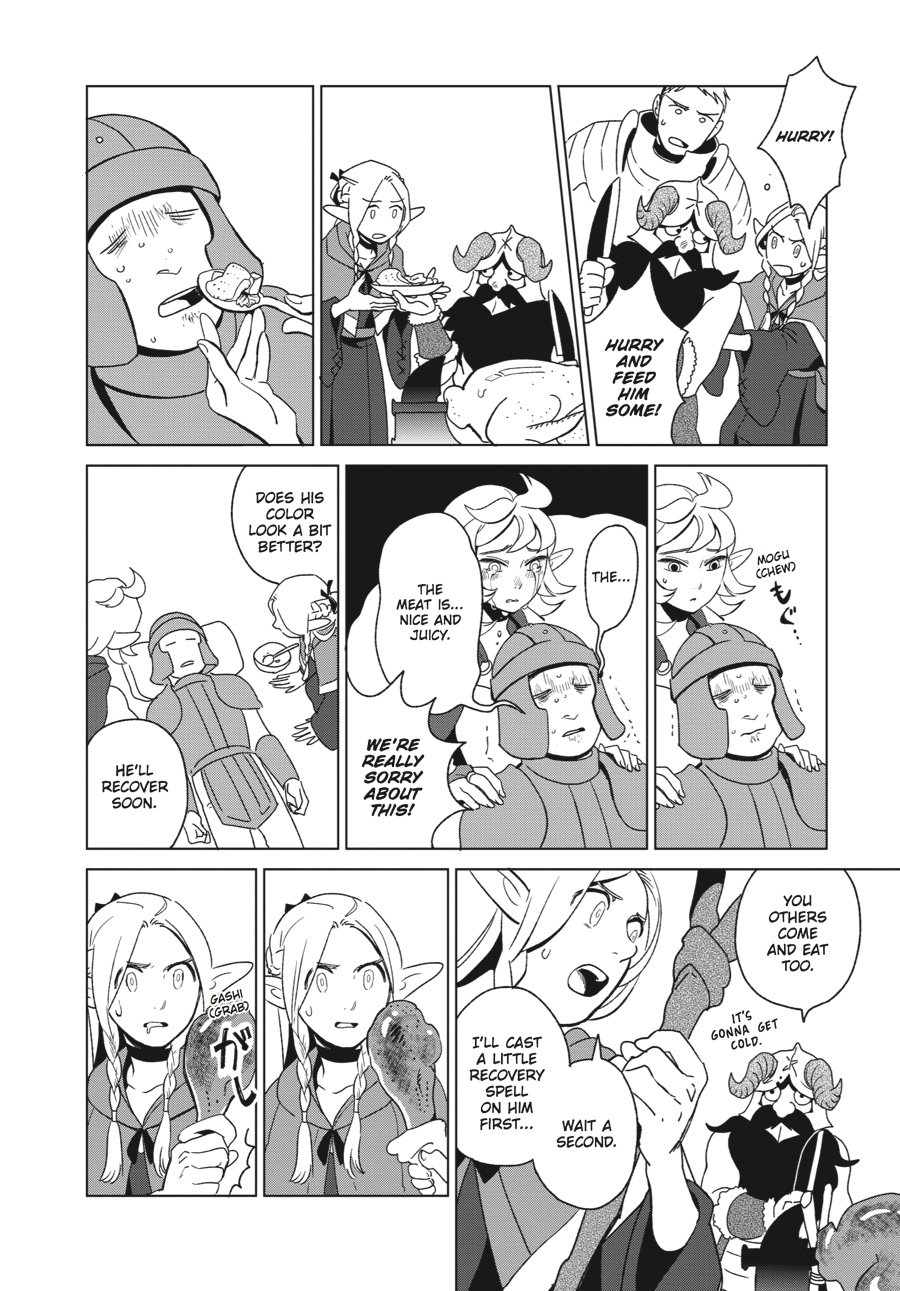 HURRY!
HURRY
AND
FEED
HIM
SOME!
MOGU
(CHEW)
もぐ…
THE...
THE
MEAT IS...
NICE AND
JUICY.
WE'RE
REALLY
SORRY
ABOUT
THIS!
DOES HIS
COLOR
LOOK A BIT
BETTER?
HE'LL
RECOVER
SOON.
YOU
OTHERS
COME
AND EAT
TOO.
IT'S
GONNA GET
COLD.
WAIT A
SECOND.
I'LL CAST
A LITTLE
RECOVERY
SPELL
ON HIM
FIRST...
GASHI
(GRAB)
がしっ